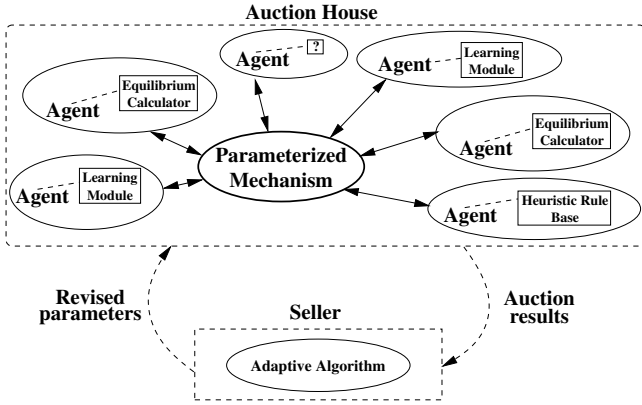 Auction House
Agent
?
Agent
Learning
Module
Agent
Equilibrium
Calculator
Agent
Equilibrium
Calculator
Parameterized
Mechanism
Agent
Learning
Module
Agent
Heuristic Rule
Base
Revised
parameters
Seller
Auction
results
Adaptive Algorithm